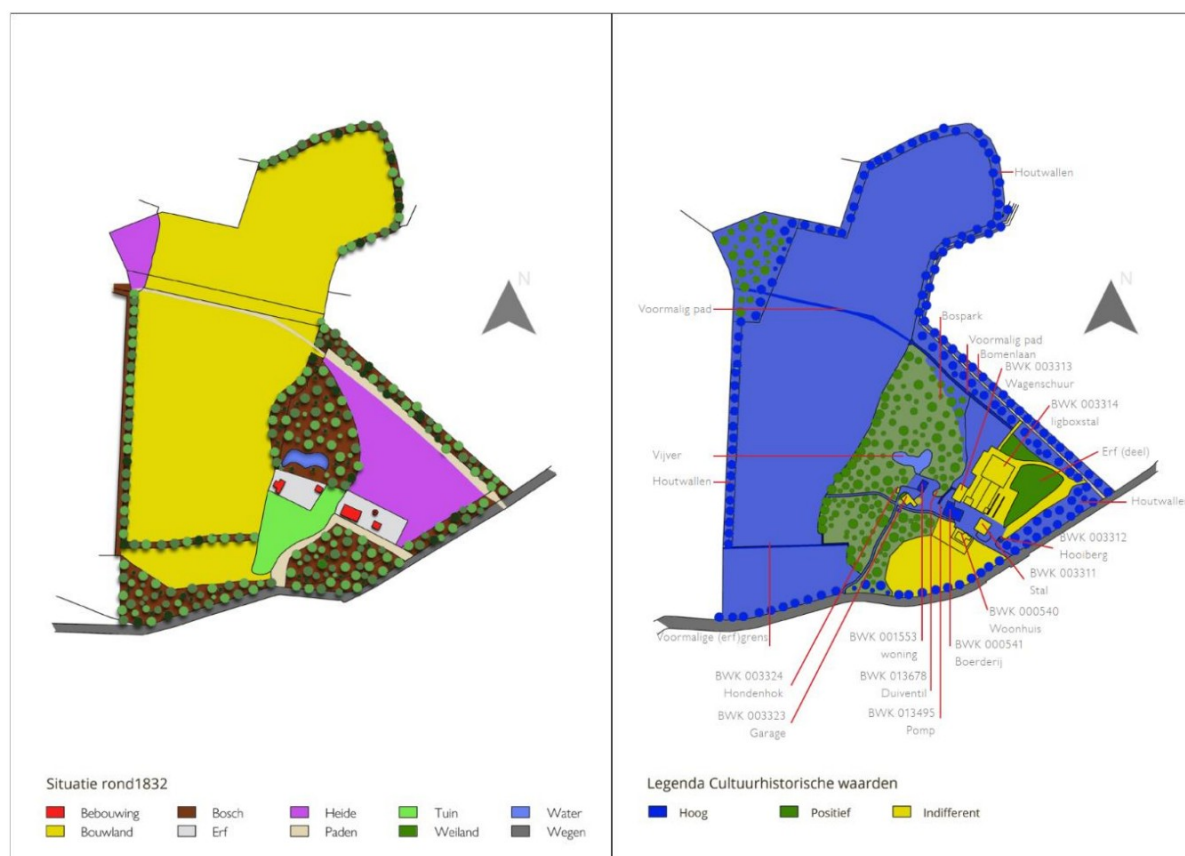 N
Situatie rond1832
Bebouwing
Bosch
Heide
Tuin
Water
Bouwland
Erf
Paden
Weiland
Wegen
N
Houtwallen
Voormalig pad
Bospark
Voormalig pad
Bomenlaan
BWK 003313
Wagenschuur
BWK 003314
ligboxstal
Erf (deel)
Vijver
Houtwallen
Houtwallen
BWK 003312
Hooiberg
BWK 003311
Stal
BWK 000540
Woonhuis
Voormalige (erf)grens
BWK 001553
woning
BWK 000541
Boerderij
BWK 003324
Hondenhok
BWK 013678
Duiventil
BWK 003323
Garage
BWK 013495
Pomp
Legenda Cultuurhistorische waarden
Hoog
Positief
Indifferent